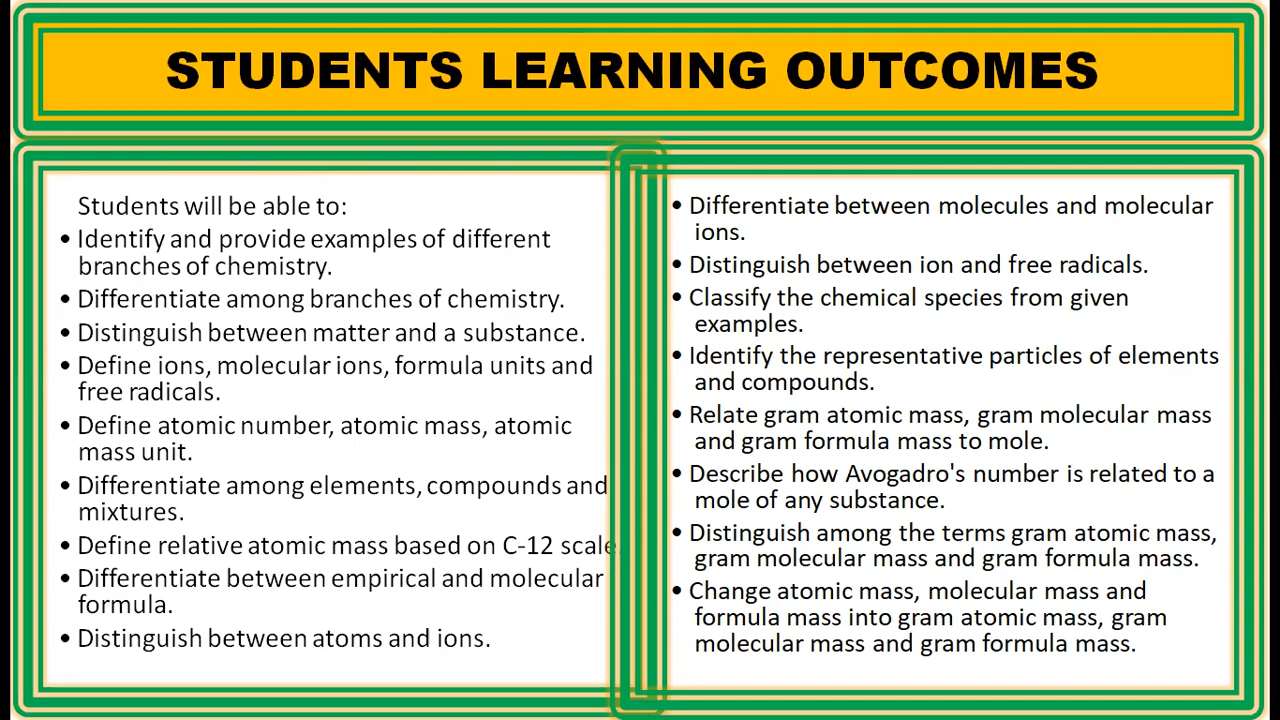 STUDENTS LEARNING OUTCOMES
Students will be able to:
• Identify and provide examples of different
branches of chemistry.
• Differentiate among branches of chemistry.
• Distinguish between matter and a substance.
• Define ions, molecular ions, formula units and
free radicals.
• Define atomic number, atomic mass, atomic
mass unit.
• Differentiate among elements, compounds and
mixtures.
• Define relative atomic mass based on C-12 scale.
• Differentiate between empirical and molecular
formula.
• Distinguish between atoms and ions.
• Differentiate between molecules and molecular
ions.
• Distinguish between ion and free radicals.
• Classify the chemical species from given
examples.
• Identify the representative particles of elements
and compounds.
• Relate gram atomic mass, gram molecular mass
and gram formula mass to mole.
• Describe how Avogadro's number is related to a
mole of any substance.
• Distinguish among the terms gram atomic mass,
gram molecular mass and gram formula mass.
• Change atomic mass, molecular mass and
formula mass into gram atomic mass, gram
molecular mass and gram formula mass.